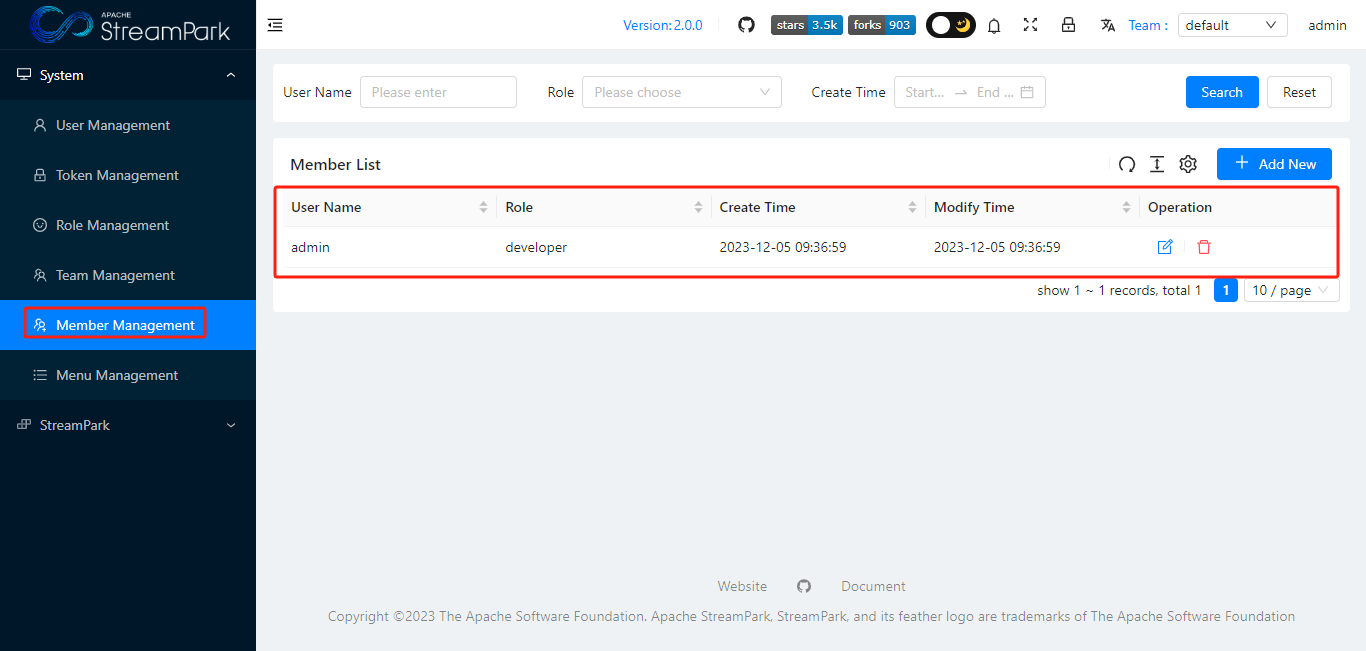 APACHE
StreamPark
Version: 2.0.0
stars 3.5k
forks 903
Team :
default
admin
System
User Management
Token Management
Role Management
Team Management
Member Management
Menu Management
StreamPark
User Name Please enter Role Please choose Create Time Start... End ... Search Reset
Member List Add New
User Name Role Create Time Modify Time Operation
admin developer 2023-12-05 09:36:59 2023-12-05 09:36:59
show 1 ~ 1 records, total 1 1 10 / page
Website Document
Copyright ©2023 The Apache Software Foundation. Apache StreamPark, StreamPark, and its feather logo are trademarks of The Apache Software Foundation